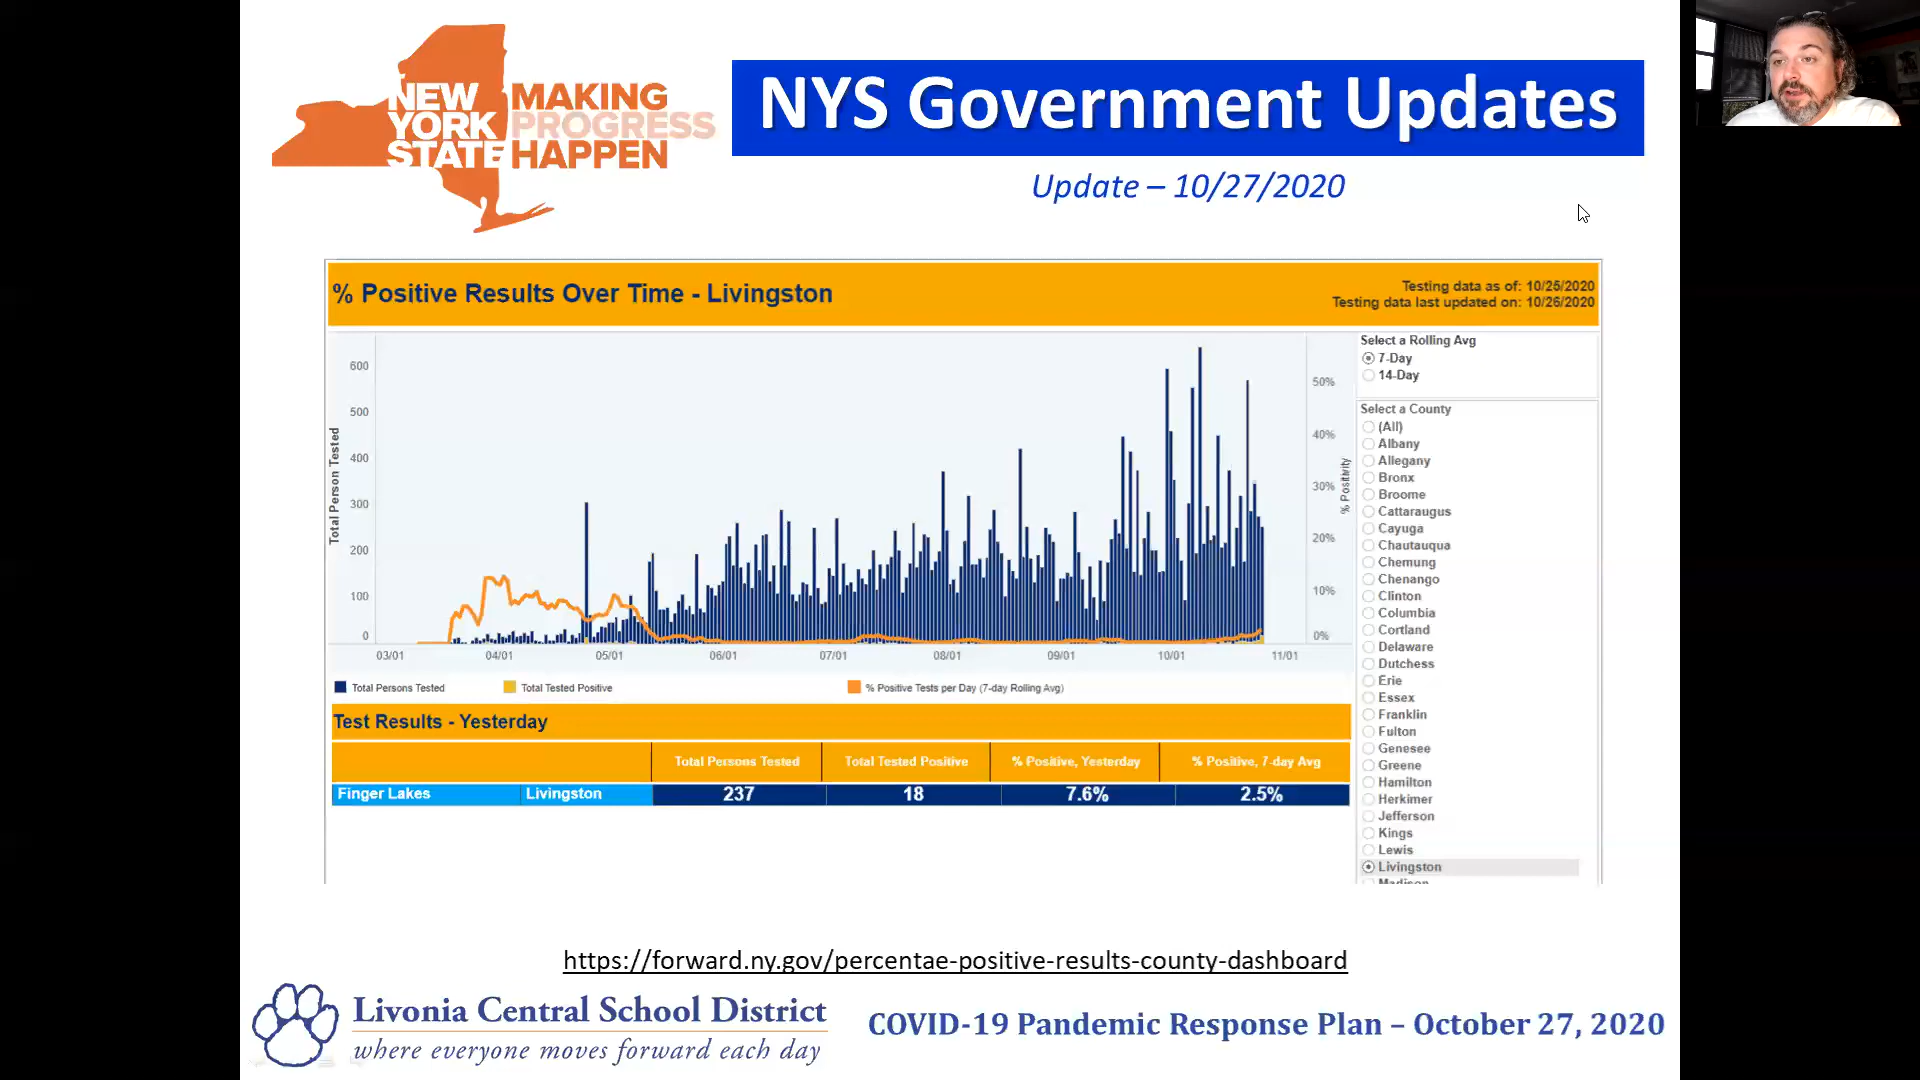 NEW YORK STATE
MAKING PROGRESS HAPPEN
NYS Government Updates
Update – 10/27/2020
% Positive Results Over Time - Livingston
Testing data as of: 10/25/2020
Testing data last updated on: 10/26/2020
Total Person Tested
600
500
400
300
200
100
0
50%
40%
30%
20%
10%
0%
% Positivity
03/01 04/01 05/01 06/01 07/01 08/01 09/01 10/01 11/01
Total Persons Tested
Total Tested Positive
% Positive Tests per Day (7-day Rolling Avg)
Select a Rolling Avg
7-Day
14-Day
Select a County
(All)
Albany
Allegany
Bronx
Broome
Cattaraugus
Cayuga
Chautauqua
Chemung
Chenango
Clinton
Columbia
Cortland
Delaware
Dutchess
Erie
Essex
Franklin
Fulton
Genesee
Greene
Hamilton
Herkimer
Jefferson
Kings
Lewis
Livingston
Madison
Test Results - Yesterday
Total Persons Tested Total Tested Positive % Positive, Yesterday % Positive, 7-day Avg
Finger Lakes Livingston 237 18 7.6% 2.5%
https://forward.ny.gov/percentae-positive-results-county-dashboard
Livonia Central School District
where everyone moves forward each day
COVID-19 Pandemic Response Plan – October 27, 2020